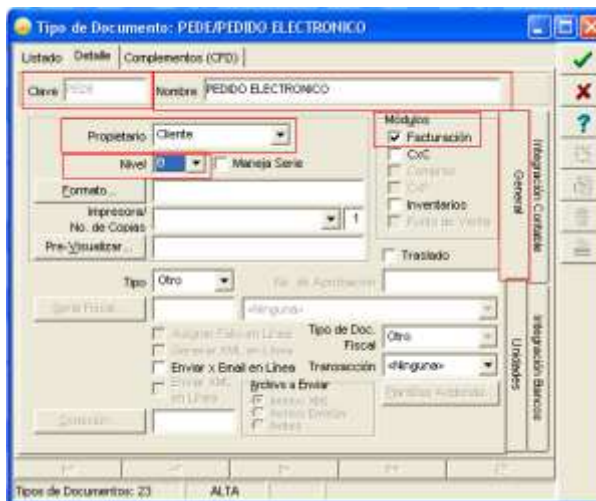 Tipo de Documento: PEDE/PEDIDO ELECTRONICO
Listado Detalle Complementos (CFD)
Clave PEDE Nombre PEDIDO ELECTRONICO
Propietario Cliente
Módulos
Facturación
Nivel 0 Maneja Serie
CxC
Compras
CxP
Formato...
Inventarios
Impresora/
No. de Copias 1
Punto de Venta
Pre-Visualizar...
Traslado
Tipo Otro No. de Aprobación
Serie Fiscal... <Ninguna>
Asignar Folio en Línea
Tipo de Doc.
Fiscal Otro
Generar XML en Línea
Enviar x Email en Línea Transacción <Ninguna>
Enviar XML
en Línea
Archivo a Enviar
Archivo XML
Ambos
General
Integración Contable
Unidades
Integración Bancos
Tipos de Documentos: 23 ALTA